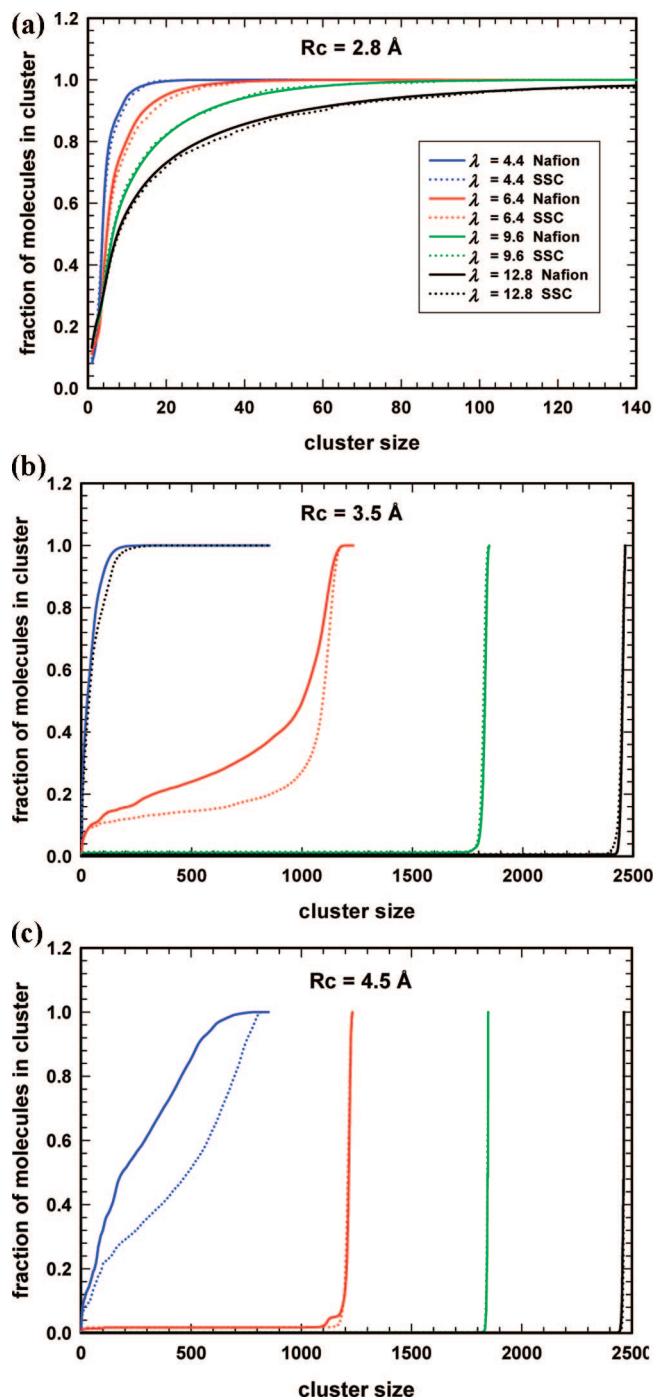 (a)
Rc = 2.8 Å
1.2
1.0
0.8
0.6
0.4
0.2
0.0
fraction of molecules in cluster
λ = 4.4 Nafion
λ = 4.4 SSC
λ = 6.4 Nafion
λ = 6.4 SSC
λ = 9.6 Nafion
λ = 9.6 SSC
λ = 12.8 Nafion
λ = 12.8 SSC
0 20 40 60 80 100 120 140
cluster size
(b)
Rc = 3.5 Å
1.2
1.0
0.8
0.6
0.4
0.2
0.0
fraction of molecules in cluster
0 500 1000 1500 2000 2500
cluster size
(c)
Rc = 4.5 Å
1.2
1.0
0.8
0.6
0.4
0.2
0.0
fraction of molecules in cluster
0 500 1000 1500 2000 2500
cluster size